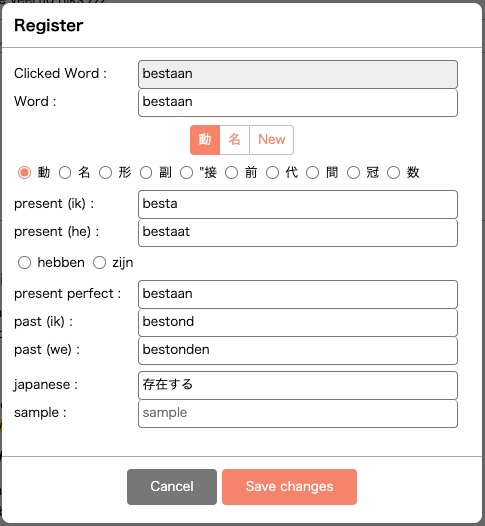 Register
Clicked Word : bestaan
Word : bestaan
動 名 New
動 名 形 副 "接 前 代 間 冠 数
present (ik) : besta
present (he) : bestaat
hebben zijn
present perfect : bestaan
past (ik) : bestond
past (we) : bestonden
japanese : 存在する
sample : sample
Cancel Save changes